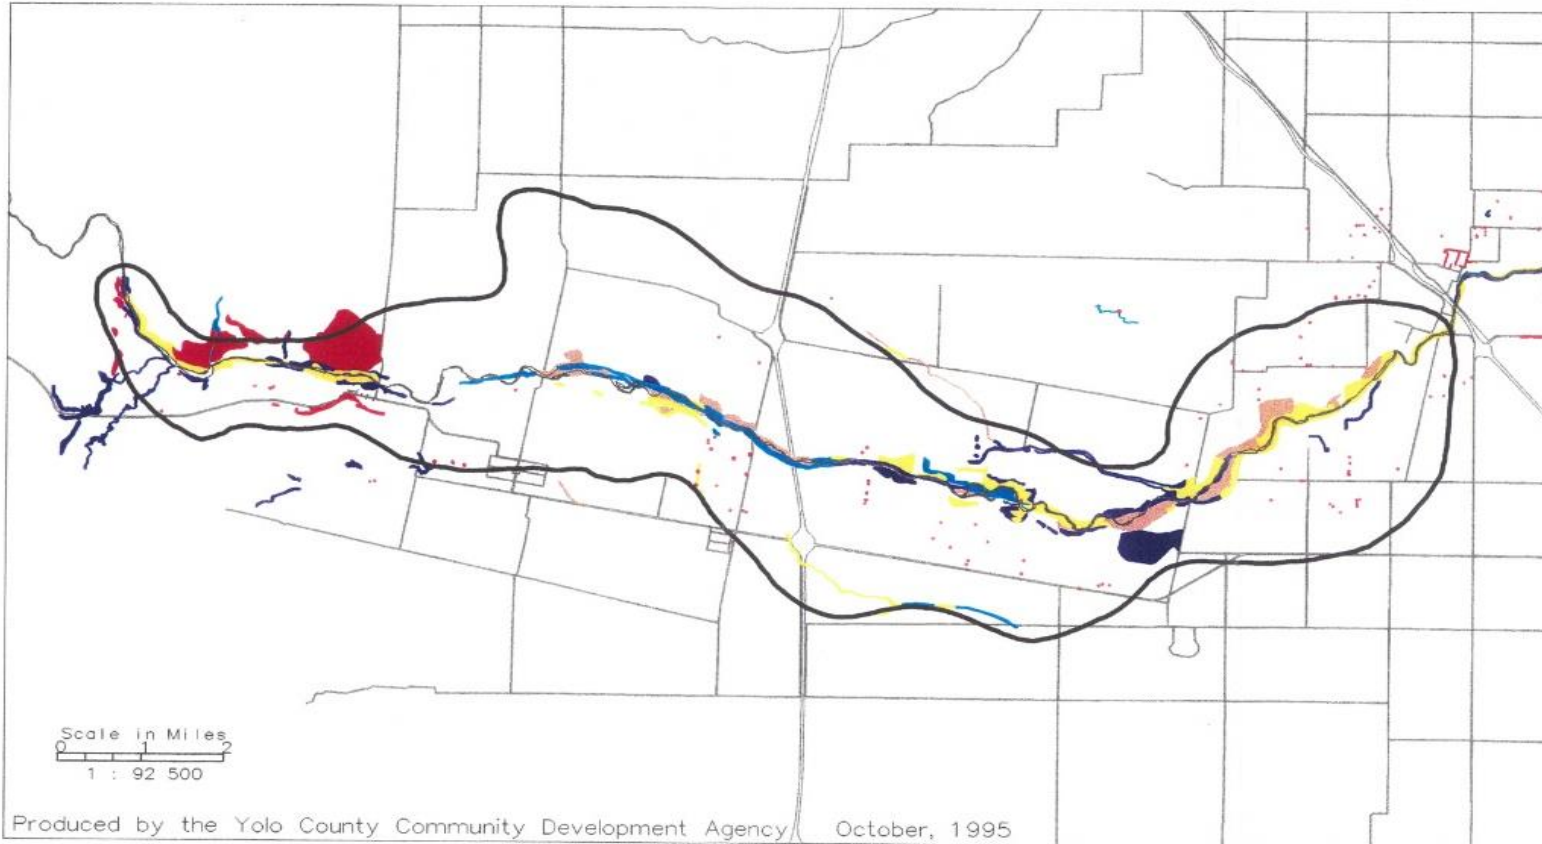 Scale in Miles
0 1 2
1 : 92 500
Produced by the Yolo County Community Development Agency October, 1995